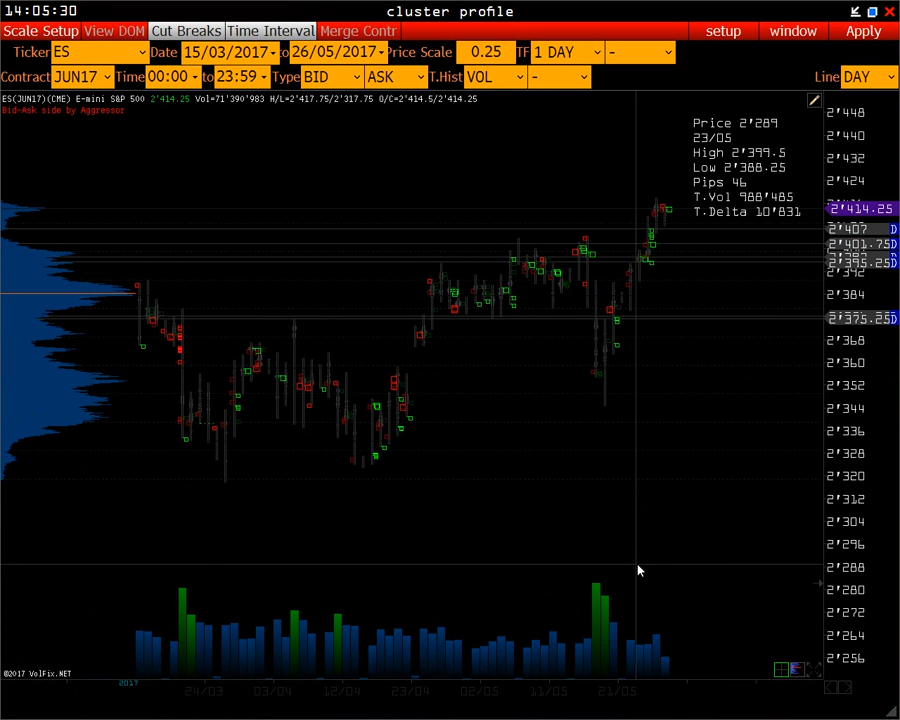 14:05:30 cluster profile
Scale Setup View DOM Cut Breaks Time Interval Merge Contr setup window Apply
Ticker ES Date 15/03/2017 to 26/05/2017 Price Scale 0.25 TF 1 DAY -
Contract JUN17 Time 00:00 to 23:59 Type BID ASK T.Hist VOL - Line DAY
ES(JUN17)(CME) E-mini S&P 500 2'414.25 Vol=71'390'983 H/L=2'417.75/2'317.75 O/C=2'414.5/2'414.25
Bid-Ask side by Aggressor
Price 2'289
23/05
High 2'399.5
Low 2'388.25
Pips 46
T.Vol 988'485
T.Delta 10'831
2'448
2'440
2'432
2'424
2'414.25
2'407 D
2'401.75 D
2'395.25 D
2'392
2'384
2'375.25 D
2'368
2'360
2'352
2'344
2'336
2'328
2'320
2'312
2'304
2'296
2'288
2'280
2'272
2'264
2'256
©2017 VolFix.NET
2017 24/03 03/04 12/04 23/04 02/05 11/05 21/05